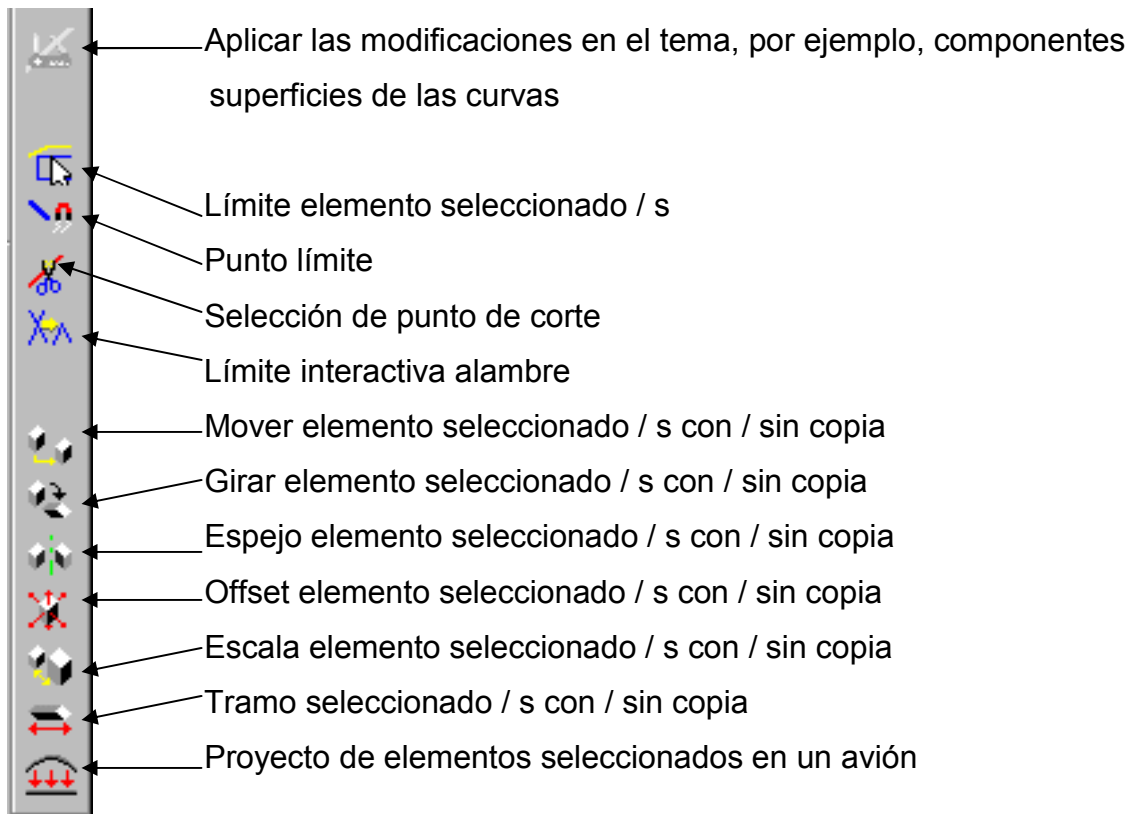 Aplicar las modificaciones en el tema, por ejemplo, componentes
superficies de las curvas
Límite elemento seleccionado / s
Punto límite
Selección de punto de corte
Límite interactiva alambre
Mover elemento seleccionado / s con / sin copia
Girar elemento seleccionado / s con / sin copia
Espejo elemento seleccionado / s con / sin copia
Offset elemento seleccionado / s con / sin copia
Escala elemento seleccionado / s con / sin copia
Tramo seleccionado / s con / sin copia
Proyecto de elementos seleccionados en un avión